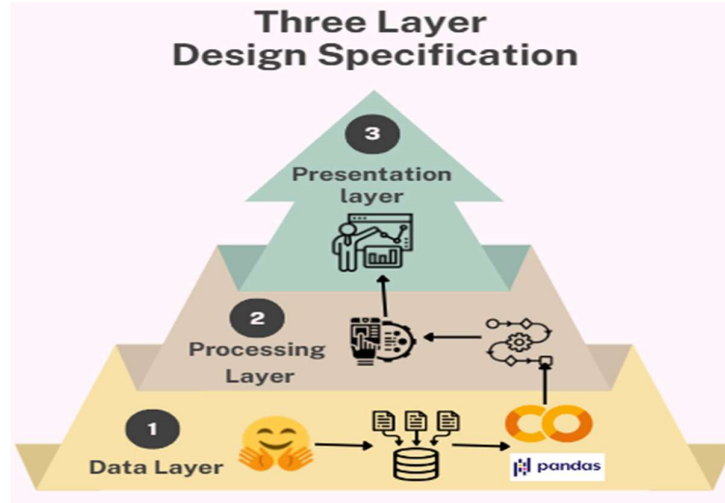 Three Layer
Design Specification
3
Presentation
layer
2
Processing
Layer
1
Data Layer
pandas